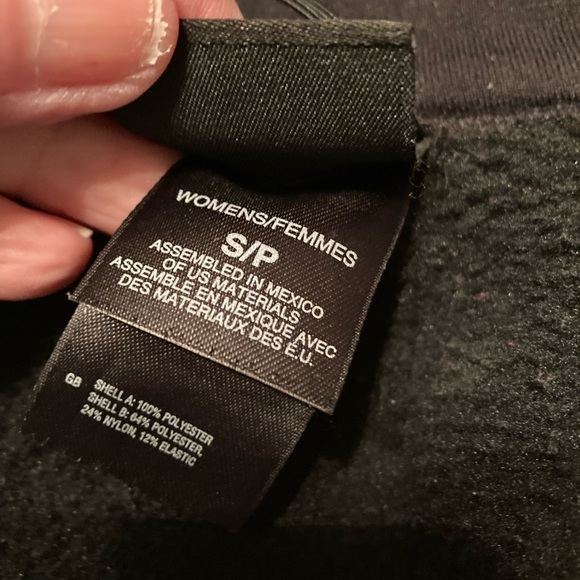 WOMENS/FEMMES
S/P
ASSEMBLED IN MEXICO
OF US MATERIALS
ASSEMBLE EN MEXIQUE AVEC
DES MATERIAUX DES E.U.
GB SHELL A: 100% POLYESTER
SHELL B: 64% POLYESTER,
24% NYLON, 12% ELASTIC